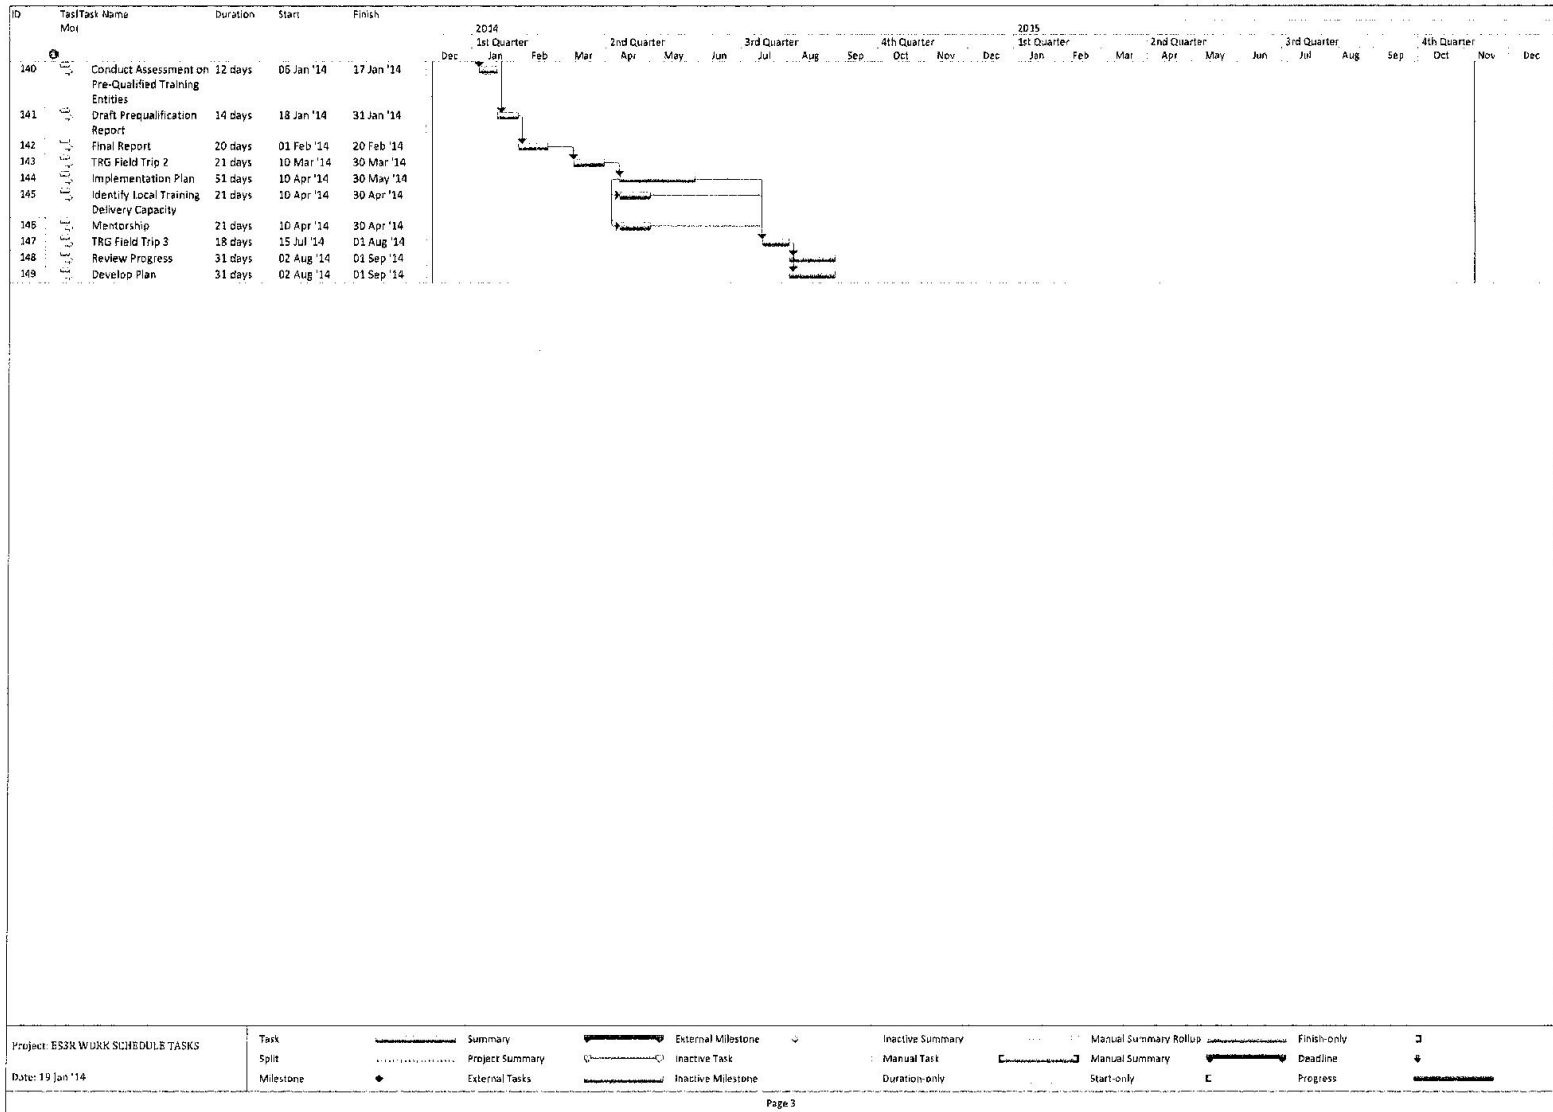 ID Tasl Task Name Duration Start Finish
Mod
2014 2015
1st Quarter 2nd Quarter 3rd Quarter 4th Quarter 1st Quarter 2nd Quarter 3rd Quarter 4th Quarter
Dec Jan Feb Mar Apr May Jun Jul Aug Sep Oct Nov Dec Jan Feb Mar Apr May Jun Jul Aug Sep Oct Nov Dec
140 Conduct Assessment on 12 days 06 Jan '14 17 Jan '14
Pre-Qualified Training
Entities
141 Draft Prequalification 14 days 18 Jan '14 31 Jan '14
Report
142 Final Report 20 days 01 Feb '14 20 Feb '14
143 TRG Field Trip 2 21 days 10 Mar '14 30 Mar '14
144 Implementation Plan 51 days 10 Apr '14 30 May '14
145 Identify Local Training 21 days 10 Apr '14 30 Apr '14
Delivery Capacity
146 Mentorship 21 days 10 Apr '14 30 Apr '14
147 TRG Field Trip 3 18 days 15 Jul '14 01 Aug '14
148 Review Progress 31 days 02 Aug '14 01 Sep '14
149 Develop Plan 31 days 02 Aug '14 01 Sep '14
Project: ES3R WORK SCHEDULE TASKS
Date: 19 Jan '14
Task Summary External Milestone Inactive Summary Manual Summary Rollup Finish-only
Split Project Summary Inactive Task Manual Task Manual Summary Deadline
Milestone External Tasks Inactive Milestone Duration-only Start-only Progress
Page 3